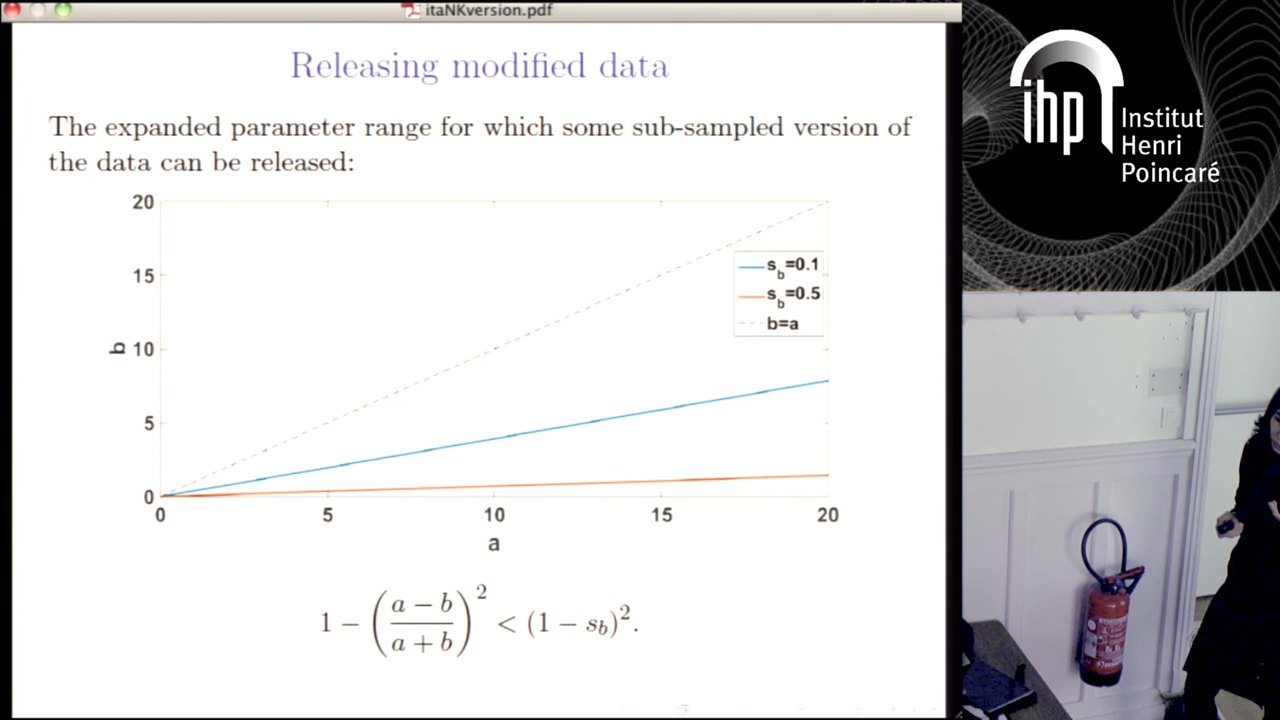 itaNKversion.pdf
Releasing modified data
The expanded parameter range for which some sub-sampled version of
the data can be released:
20
15
10
5
0
b
0
5
10
15
20
a
s_b=0.1
s_b=0.5
b=a
1 − ((a − b)/(a + b))^2 < (1 − s_b)^2.
ihp
Institut
Henri
Poincaré